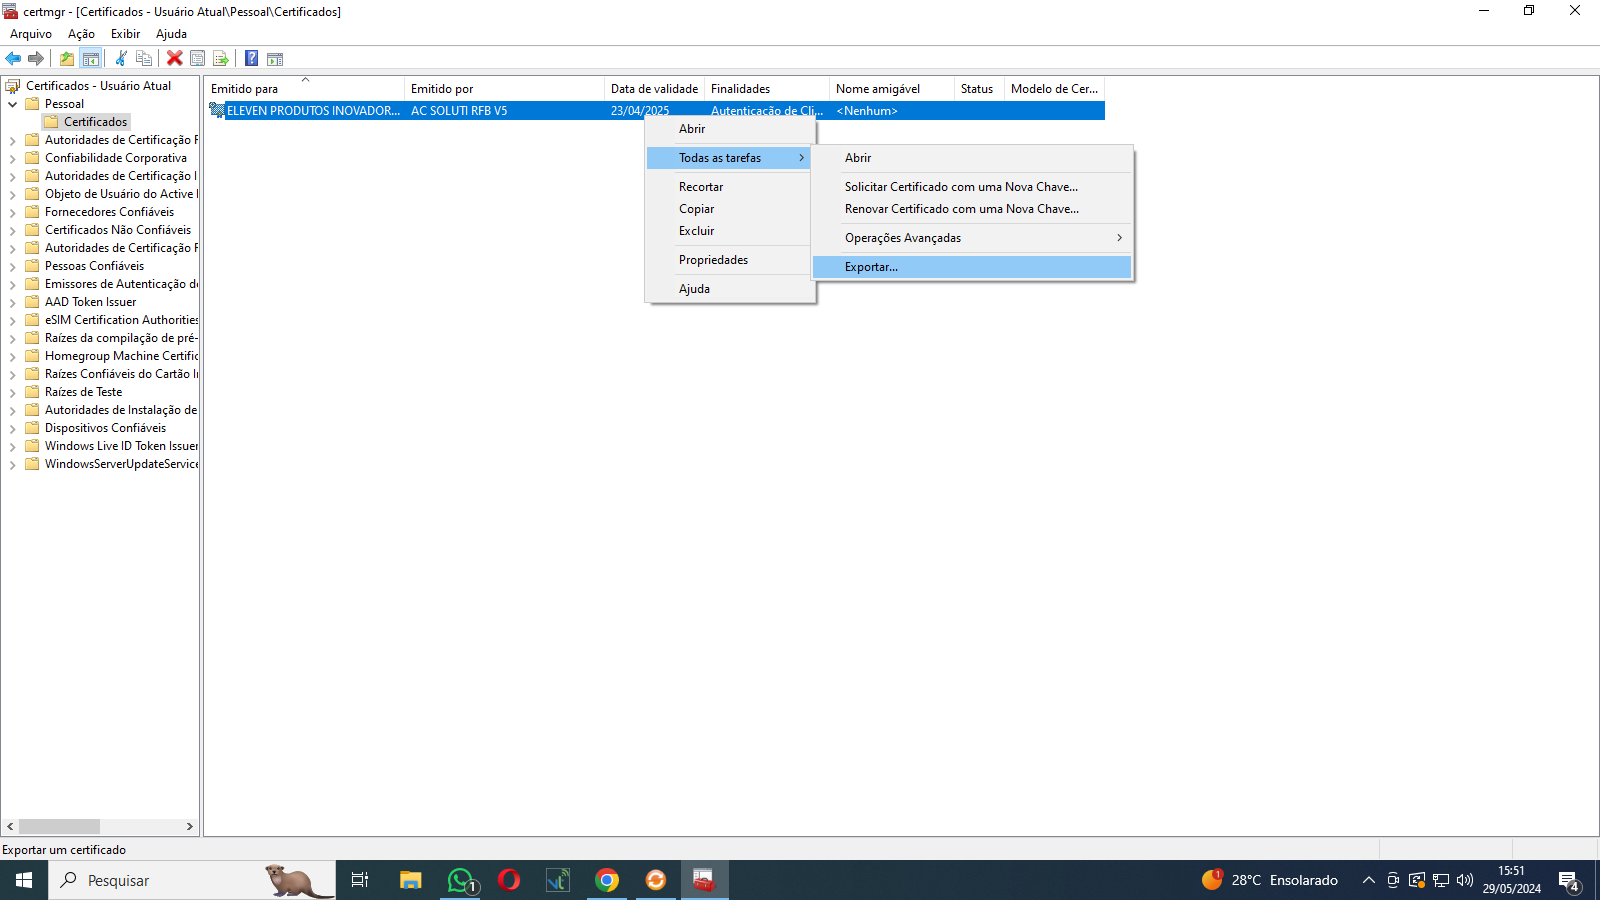 certmgr - [Certificados - Usuário Atual\Pessoal\Certificados]
Arquivo Ação Exibir Ajuda
Certificados - Usuário Atual
Pessoal
Certificados
Autoridades de Certificação
Confiabilidade Corporativa
Autoridades de Certificação
Objeto de Usuário do Active
Fornecedores Confiáveis
Certificados Não Confiáveis
Autoridades de Certificação
Pessoas Confiáveis
Emissores de Autenticação de
AAD Token Issuer
eSIM Certification Authorities
Raízes da compilação de pré-
Homegroup Machine Certific
Raízes Confiáveis do Cartão
Raízes de Teste
Autoridades de Instalação de
Dispositivos Confiáveis
Windows Live ID Token Issuer
WindowsServerUpdateService
Emitido para Emitido por Data de validade Finalidades Nome amigável Status Modelo de Cer...
ELEVEN PRODUTOS INOVADOR... AC SOLUTI RFB V5 23/04/2025 Autenticação de Cli... <Nenhum>
Abrir
Todas as tarefas
Recortar
Copiar
Excluir
Propriedades
Ajuda
Abrir
Solicitar Certificado com uma Nova Chave...
Renovar Certificado com uma Nova Chave...
Operações Avançadas
Exportar...
Exportar um certificado
Pesquisar
1
1
28°C Ensolarado
15:51
29/05/2024
4